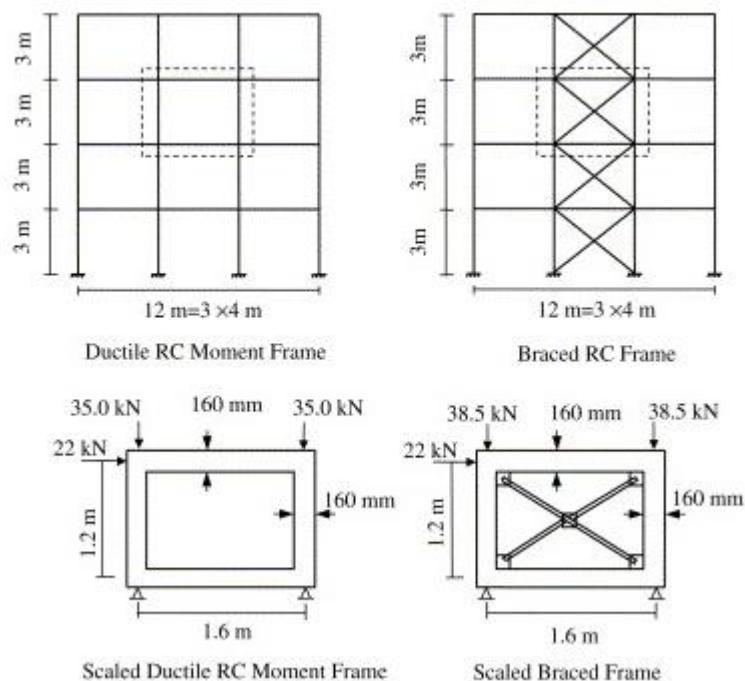 3 m
3 m
3 m
3 m
12 m=3 ×4 m
Ductile RC Moment Frame
3m
3m
3m
3m
12 m=3 ×4 m
Braced RC Frame
35.0 kN
160 mm
35.0 kN
22 kN
160 mm
1.2 m
1.6 m
Scaled Ductile RC Moment Frame
38.5 kN
160 mm
38.5 kN
22 kN
160 mm
1.2 m
1.6 m
Scaled Braced Frame